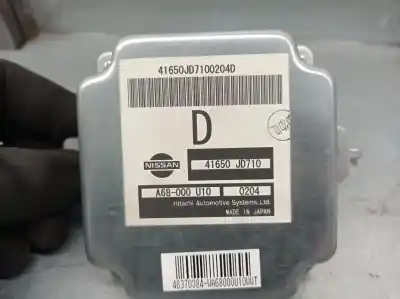 41650JD7100204D
D
NISSAN
41650 JD710
A68-000 U10
0204
Hitachi Automotive Systems,Ltd.
MADE IN JAPAN